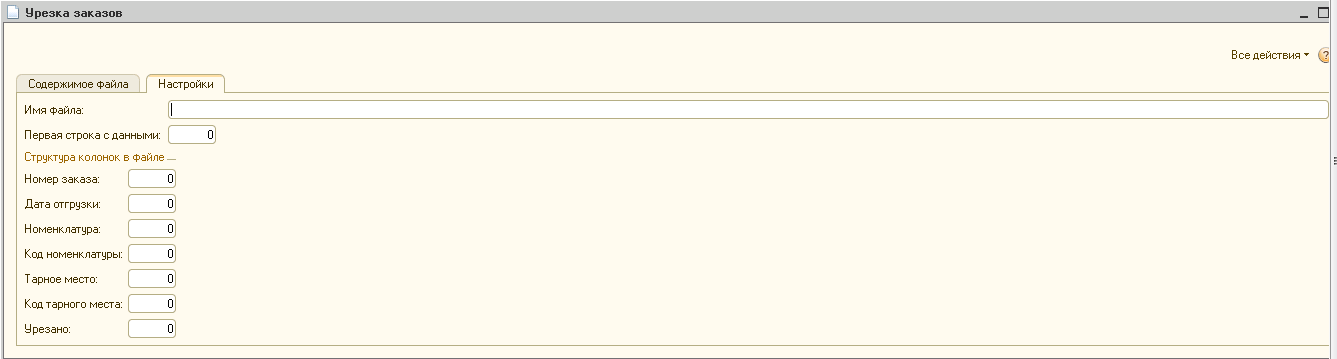 Урезка заказов
Все действия
?
Содержимое файла Настройки
Имя файла:
Первая строка с данными: 0
Структура колонок в файле
Номер заказа: 0
Дата отгрузки: 0
Номенклатура: 0
Код номенклатуры: 0
Тарное место: 0
Код тарного места: 0
Урезано: 0